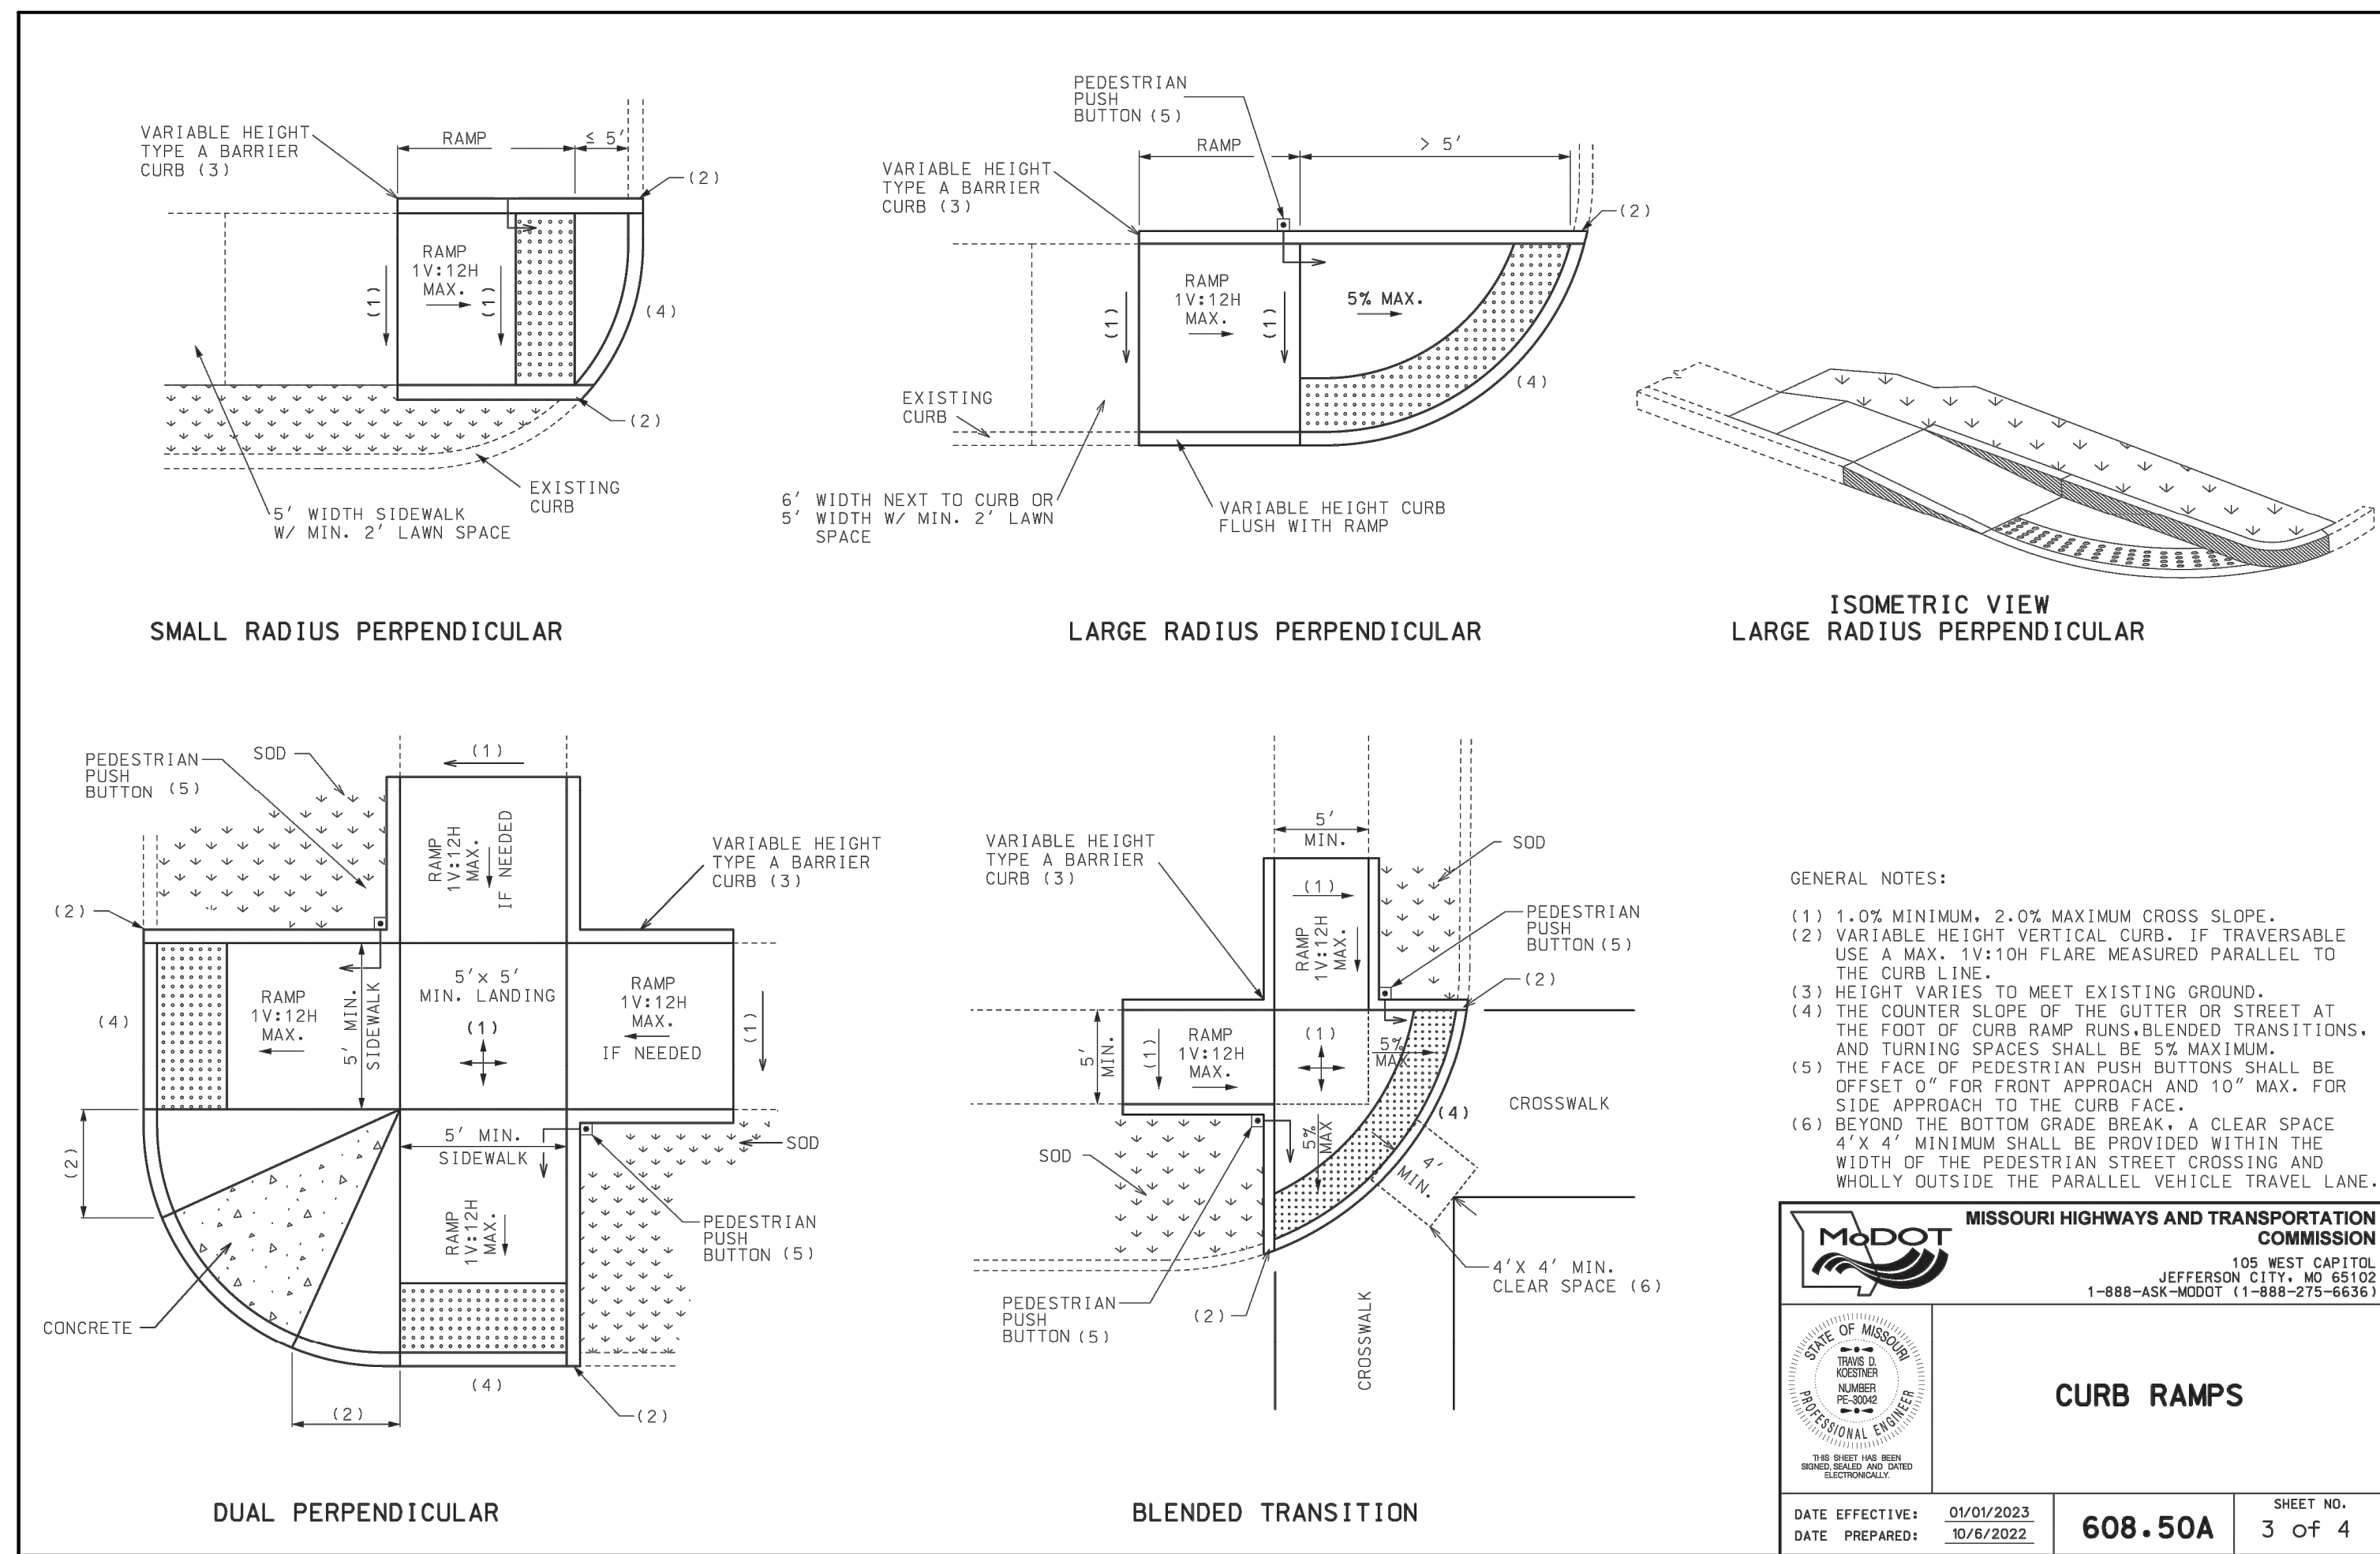 VARIABLE HEIGHT
TYPE A BARRIER
CURB (3)
RAMP
≤ 5'
(2)
RAMP
1V:12H
MAX.
(1)
(1)
(4)
(2)
EXISTING
CURB
5' WIDTH SIDEWALK
W/ MIN. 2' LAWN SPACE
SMALL RADIUS PERPENDICULAR
PEDESTRIAN
PUSH
BUTTON (5)
RAMP
> 5'
VARIABLE HEIGHT
TYPE A BARRIER
CURB (3)
(2)
RAMP
1V:12H
MAX.
(1)
(1)
5% MAX.
(4)
EXISTING
CURB
6' WIDTH NEXT TO CURB OR
5' WIDTH W/ MIN. 2' LAWN
SPACE
VARIABLE HEIGHT CURB
FLUSH WITH RAMP
LARGE RADIUS PERPENDICULAR
ISOMETRIC VIEW
LARGE RADIUS PERPENDICULAR
PEDESTRIAN
PUSH
BUTTON (5)
SOD
(1)
RAMP
1V:12H
MAX.
IF NEEDED
VARIABLE HEIGHT
TYPE A BARRIER
CURB (3)
(2)
(4)
RAMP
1V:12H
MAX.
5' MIN.
SIDEWALK
5'x 5'
MIN. LANDING
(1)
RAMP
1V:12H
MAX.
IF NEEDED
(1)
(2)
5' MIN.
SIDEWALK
SOD
RAMP
1V:12H
MAX.
PEDESTRIAN
PUSH
BUTTON (5)
CONCRETE
(4)
(2)
(2)
DUAL PERPENDICULAR
5'
MIN.
VARIABLE HEIGHT
TYPE A BARRIER
CURB (3)
SOD
(1)
RAMP
1V:12H
MAX.
PEDESTRIAN
PUSH
BUTTON (5)
(2)
5'
MIN.
(1)
RAMP
1V:12H
MAX.
(1)
5%
MAX
(4)
CROSSWALK
5%
MAX
SOD
4'
MIN.
4'X 4' MIN.
CLEAR SPACE (6)
PEDESTRIAN
PUSH
BUTTON (5)
(2)
CROSSWALK
BLENDED TRANSITION
GENERAL NOTES:
(1) 1.0% MINIMUM, 2.0% MAXIMUM CROSS SLOPE.
(2) VARIABLE HEIGHT VERTICAL CURB. IF TRAVERSABLE
USE A MAX. 1V:10H FLARE MEASURED PARALLEL TO
THE CURB LINE.
(3) HEIGHT VARIES TO MEET EXISTING GROUND.
(4) THE COUNTER SLOPE OF THE GUTTER OR STREET AT
THE FOOT OF CURB RAMP RUNS,BLENDED TRANSITIONS,
AND TURNING SPACES SHALL BE 5% MAXIMUM.
(5) THE FACE OF PEDESTRIAN PUSH BUTTONS SHALL BE
OFFSET 0" FOR FRONT APPROACH AND 10" MAX. FOR
SIDE APPROACH TO THE CURB FACE.
(6) BEYOND THE BOTTOM GRADE BREAK, A CLEAR SPACE
4'X 4' MINIMUM SHALL BE PROVIDED WITHIN THE
WIDTH OF THE PEDESTRIAN STREET CROSSING AND
WHOLLY OUTSIDE THE PARALLEL VEHICLE TRAVEL LANE.
MoDOT
MISSOURI HIGHWAYS AND TRANSPORTATION
COMMISSION
105 WEST CAPITOL
JEFFERSON CITY, MO 65102
1-888-ASK-MODOT (1-888-275-6636)
STATE OF MISSOURI
TRAVIS D.
KOESTNER
NUMBER
PE-30042
PROFESSIONAL ENGINEER
THIS SHEET HAS BEEN
SIGNED, SEALED AND DATED
ELECTRONICALLY.
CURB RAMPS
DATE EFFECTIVE: 01/01/2023
DATE PREPARED: 10/6/2022
608.50A
SHEET NO.
3 of 4